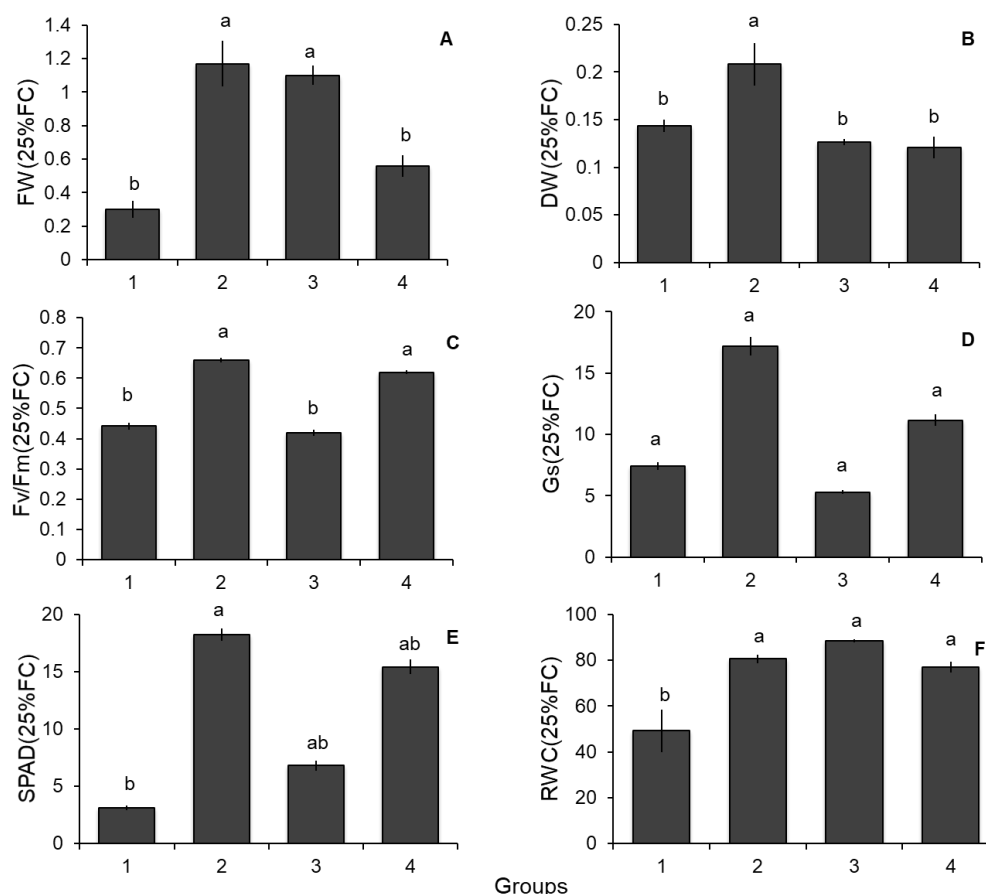 A
FW(25%FC)
1.4
1.2
1
0.8
0.6
0.4
0.2
0
b
a
a
b
1 2 3 4
B
DW(25%FC)
0.25
0.2
0.15
0.1
0.05
0
b
a
b
b
1 2 3 4
C
Fv/Fm(25%FC)
0.8
0.7
0.6
0.5
0.4
0.3
0.2
0.1
0
b
a
b
a
1 2 3 4
D
Gs(25%FC)
20
15
10
5
0
a
a
a
a
1 2 3 4
E
SPAD(25%FC)
20
15
10
5
0
b
a
ab
ab
1 2 3 4
F
RWC(25%FC)
100
80
60
40
20
0
b
a
a
a
1 2 3 4
Groups